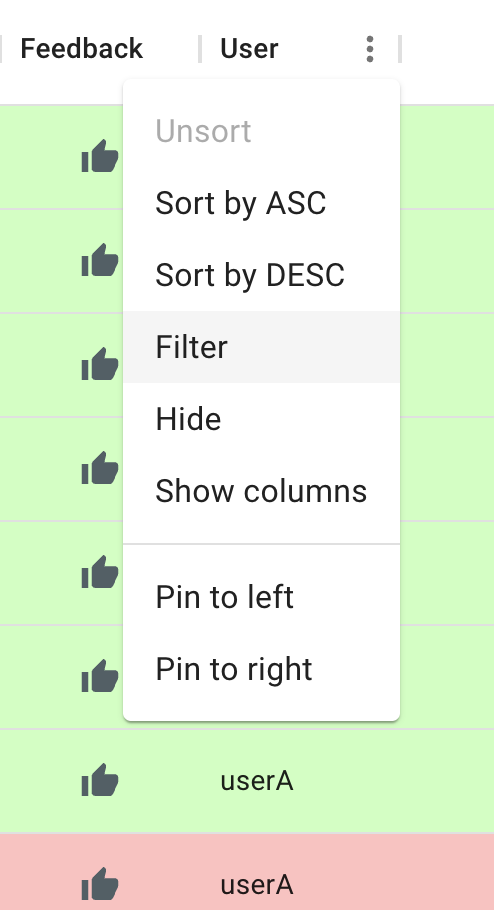 Feedback User
Unsort
Sort by ASC
Sort by DESC
Filter
Hide
Show columns
Pin to left
Pin to right
userA
userA